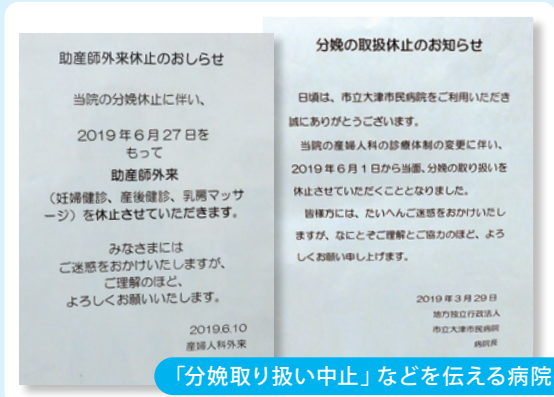 助産師外来休止のおしらせ
当院の分娩休止に伴い、
2019年6月27日を
もって
助産師外来
（妊婦健診、産後健診、乳房マッサ
ージ）を休止させていただきます。
みなさまには
ご迷惑をおかけいたしますが、
ご理解のほど、
よろしくお願いいたします。
2019.6.10
産婦人科外来
分娩の取扱休止のお知らせ
日頃は、市立大津市民病院をご利用いただき
誠にありがとうございます。
当院の産婦人科の診療体制の変更に伴い、
2019年6月1日から当面、分娩の取り扱いを
休止させていただくこととなりました。
皆様方には、たいへんご迷惑をおかけいたし
ますが、なにとぞご理解とご協力のほど、よろ
しくお願い申し上げます。
2019年3月29日
地方独立行政法人
市立大津市民病院
病院長
「分娩取り扱い中止」などを伝える病院